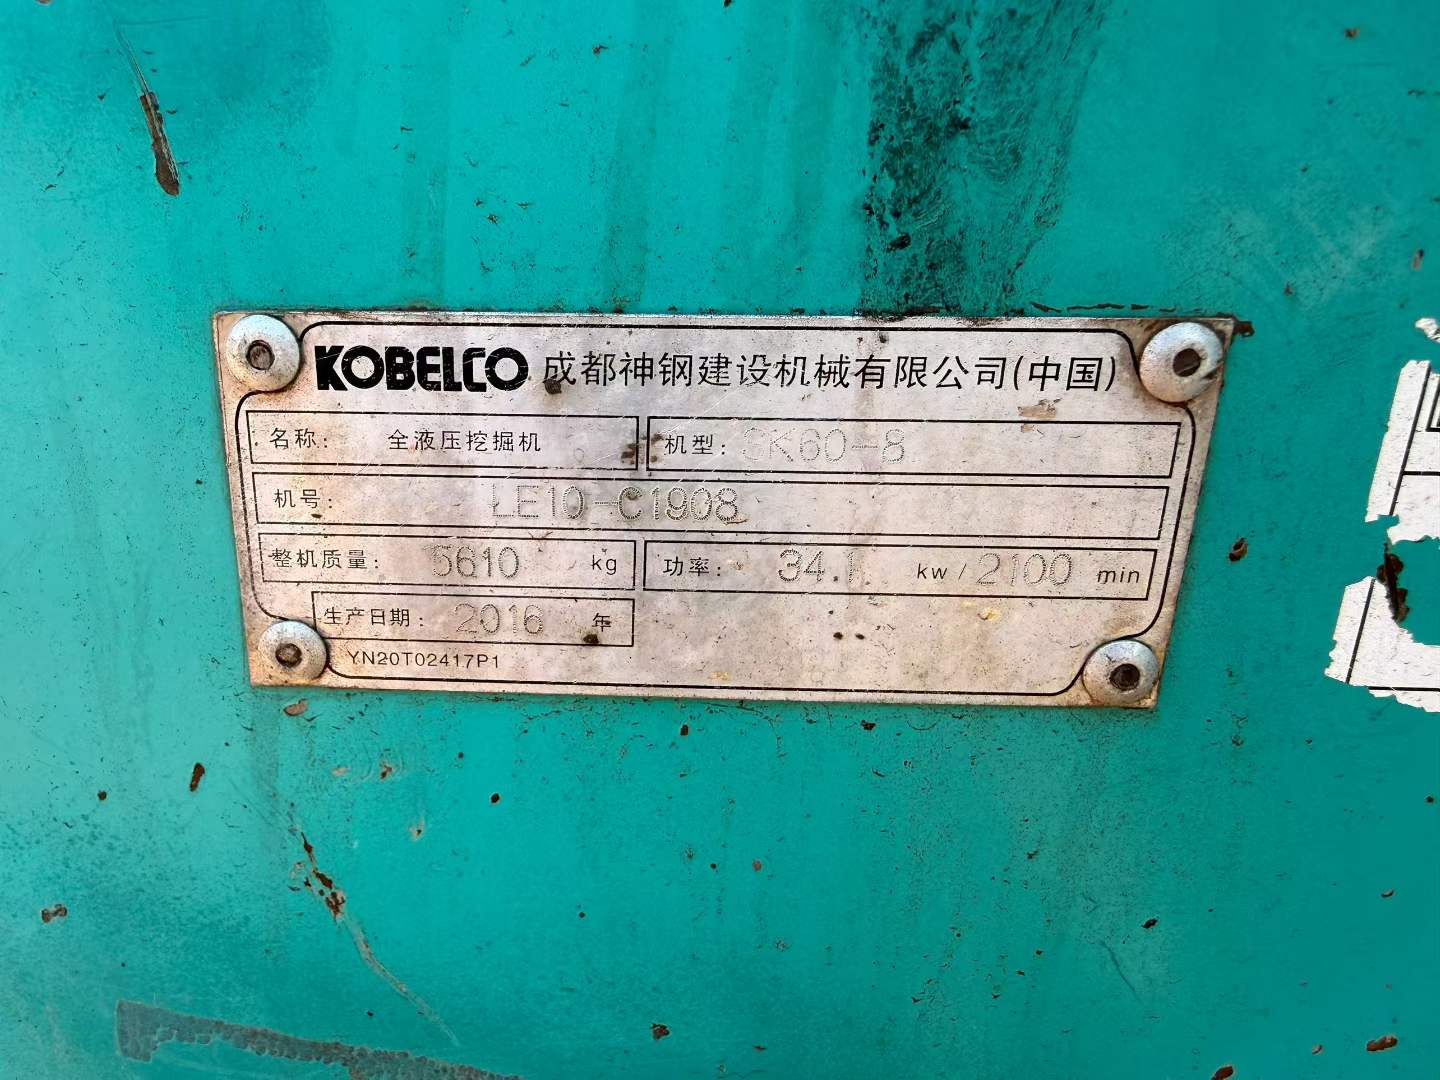 KOBELCO 成都神钢建设机械有限公司(中国)
名称: 全液压挖掘机 机型: SK60-8
机号: LE10-C1908
整机质量: 5610 kg 功率: 34.1 kw / 2100 min
生产日期: 2016 年
YN20T02417P1